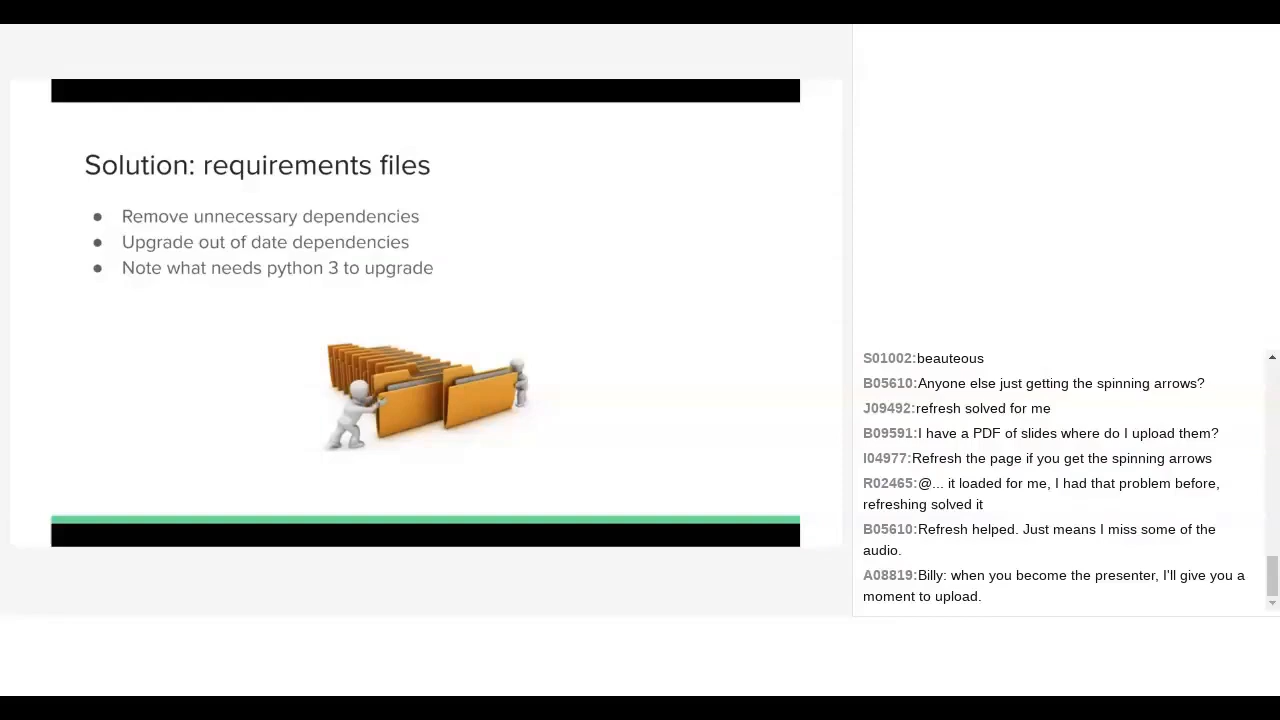 Solution: requirements files
● Remove unnecessary dependencies
● Upgrade out of date dependencies
● Note what needs python 3 to upgrade
S01002:beauteous
B05610:Anyone else just getting the spinning arrows?
J09492:refresh solved for me
B09591:I have a PDF of slides where do I upload them?
I04977:Refresh the page if you get the spinning arrows
R02465:@... it loaded for me, I had that problem before,
refreshing solved it
B05610:Refresh helped. Just means I miss some of the
audio.
A08819:Billy: when you become the presenter, I'll give you a
moment to upload.